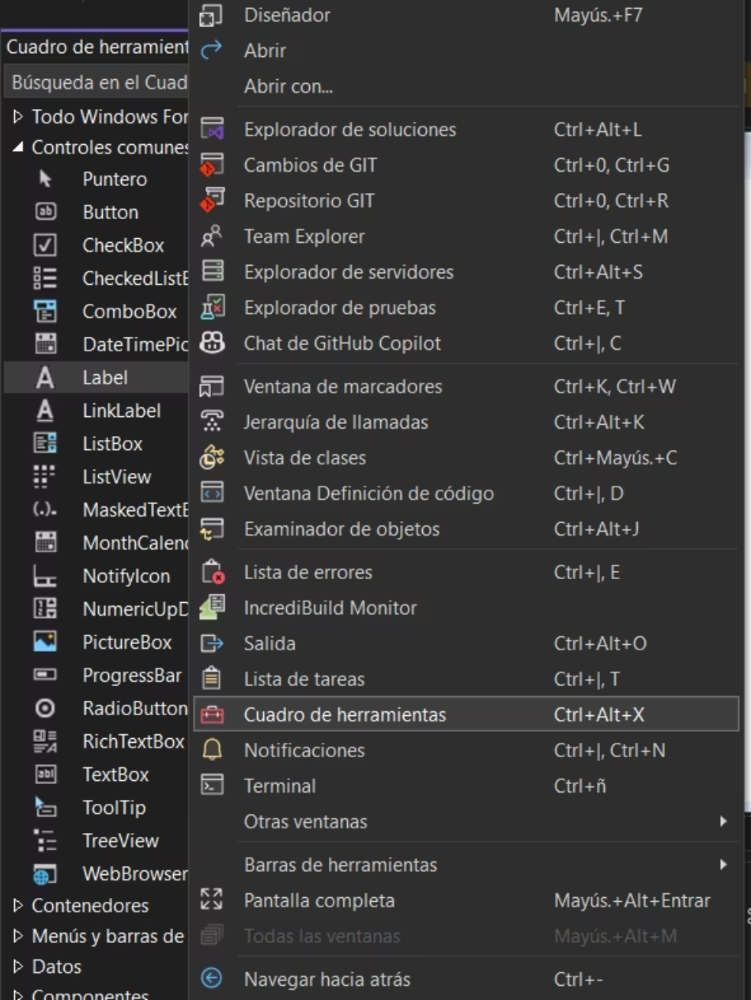 Cuadro de herramient
Búsqueda en el Cuad
Todo Windows For
Controles comunes
Puntero
Button
CheckBox
CheckedListB
ComboBox
DateTimePic
Label
LinkLabel
ListBox
ListView
MaskedTextB
MonthCalend
NotifyIcon
NumericUpD
PictureBox
ProgressBar
RadioButton
RichTextBox
TextBox
ToolTip
TreeView
WebBrowser
Contenedores
Menús y barras de
Datos
Componentes
Diseñador Mayús.+F7
Abrir
Abrir con...
Explorador de soluciones Ctrl+Alt+L
Cambios de GIT Ctrl+0, Ctrl+G
Repositorio GIT Ctrl+0, Ctrl+R
Team Explorer Ctrl+|, Ctrl+M
Explorador de servidores Ctrl+Alt+S
Explorador de pruebas Ctrl+E, T
Chat de GitHub Copilot Ctrl+|, C
Ventana de marcadores Ctrl+K, Ctrl+W
Jerarquía de llamadas Ctrl+Alt+K
Vista de clases Ctrl+Mayús.+C
Ventana Definición de código Ctrl+|, D
Examinador de objetos Ctrl+Alt+J
Lista de errores Ctrl+|, E
IncrediBuild Monitor
Salida Ctrl+Alt+O
Lista de tareas Ctrl+|, T
Cuadro de herramientas Ctrl+Alt+X
Notificaciones Ctrl+|, Ctrl+N
Terminal Ctrl+ñ
Otras ventanas
Barras de herramientas
Pantalla completa Mayús.+Alt+Entrar
Todas las ventanas Mayús.+Alt+M
Navegar hacia atrás Ctrl+-